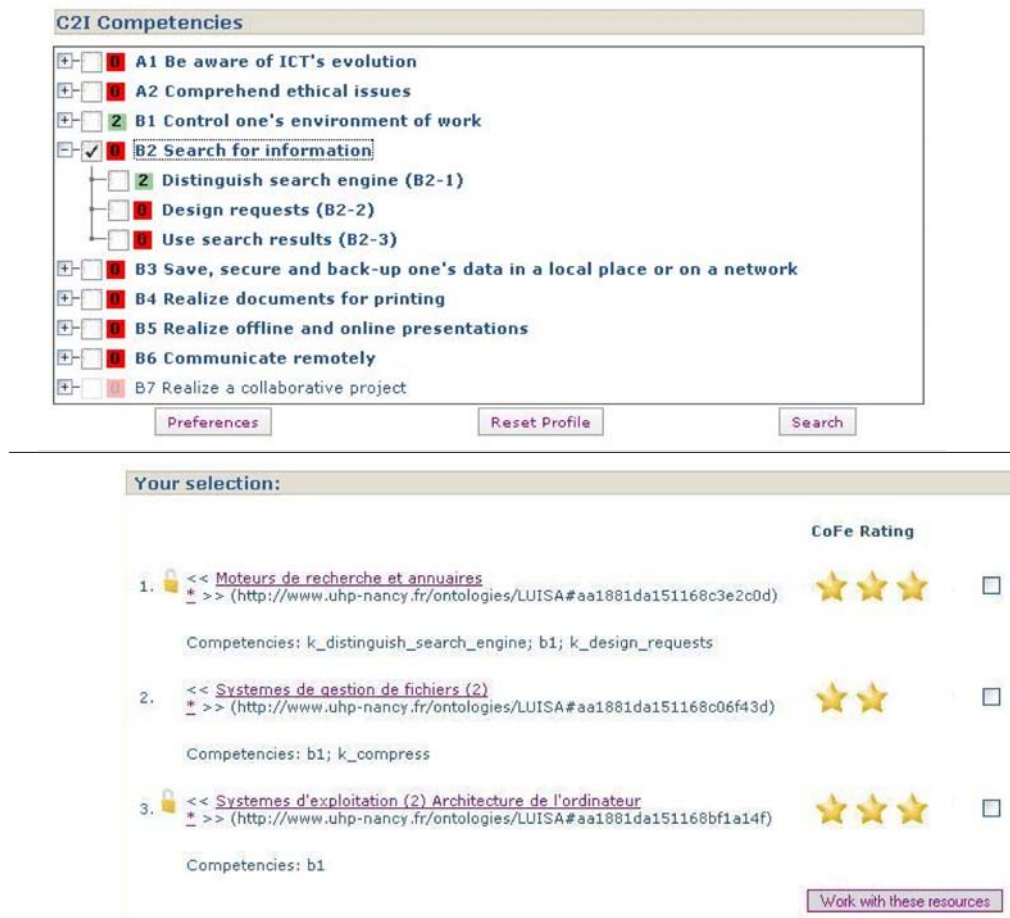 C2I Competencies
0 A1 Be aware of ICT's evolution
0 A2 Comprehend ethical issues
2 B1 Control one's environment of work
0 B2 Search for information
2 Distinguish search engine (B2-1)
0 Design requests (B2-2)
0 Use search results (B2-3)
0 B3 Save, secure and back-up one's data in a local place or on a network
0 B4 Realize documents for printing
0 B5 Realize offline and online presentations
0 B6 Communicate remotely
0 B7 Realize a collaborative project
Preferences Reset Profile Search
Your selection:
CoFe Rating
1. << Moteurs de recherche et annuaires
* >> (http://www.uhp-nancy.fr/ontologies/LUISA#aa1881da151168c3e2c0d)
Competencies: k_distinguish_search_engine; b1; k_design_requests
2. << Systemes de gestion de fichiers (2)
* >> (http://www.uhp-nancy.fr/ontologies/LUISA#aa1881da151168c06f43d)
Competencies: b1; k_compress
3. << Systemes d'exploitation (2) Architecture de l'ordinateur
* >> (http://www.uhp-nancy.fr/ontologies/LUISA#aa1881da151168bf1a14f)
Competencies: b1
Work with these resources